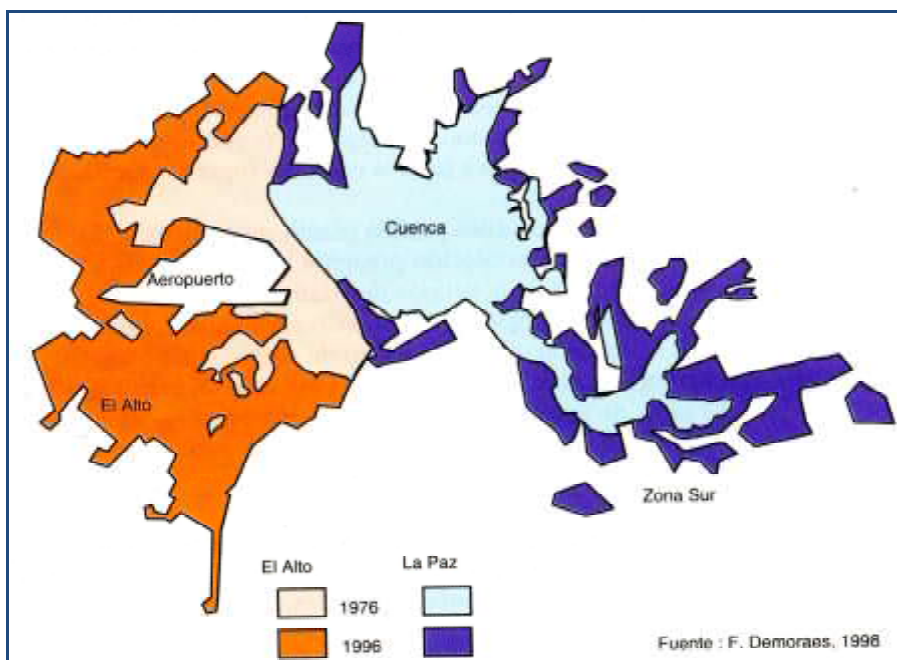 Cuenca
Aeropuerto
El Alto
Zona Sur
El Alto
La Paz
1976
1996
Fuente : F. Demoraes, 1998